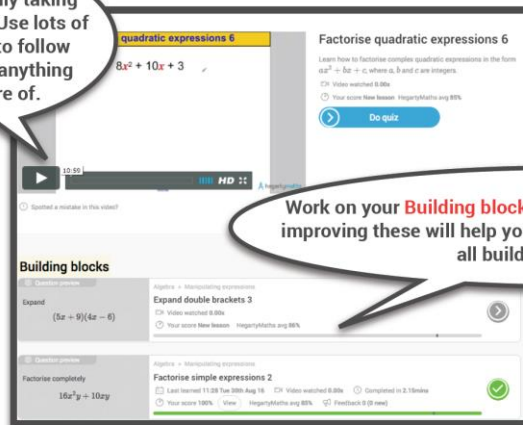 ly taking
Use lots of
to follow
anything
re of.
quadratic expressions 6
8x² + 10x + 3
10:59
HD
hegartymaths
Spotted a mistake in this video?
Factorise quadratic expressions 6
Learn how to factorise complex quadratic expressions in the form
ax² + bx + c, where a, b and c are integers.
Video watched 0.00x
Your score New lesson HegartyMaths avg 85%
Do quiz
Work on your Building block
improving these will help yo
all build
Building blocks
Question preview
Expand
(5x + 9)(4x − 6)
Algebra > Manipulating expressions
Expand double brackets 3
Video watched 0.00x
Your score New lesson HegartyMaths avg 86%
Question preview
Factorise completely
16x²y + 10xy
Algebra > Manipulating expressions
Factorise simple expressions 2
Last learned 11:28 Tue 30th Aug 16 Video watched 0.00x Completed in 2.15mins
Your score 100% View HegartyMaths avg 85% Feedback 0 (0 new)